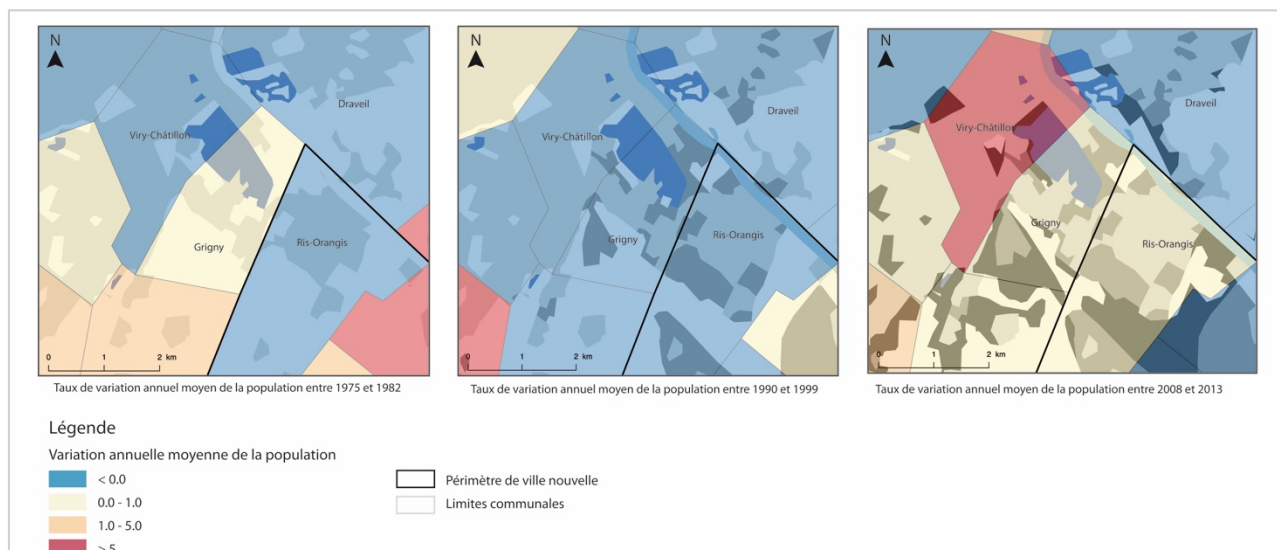 N
Draveil
Viry-Châtillon
Grigny
Ris-Orangis
0 1 2 km
Taux de variation annuel moyen de la population entre 1975 et 1982
N
Draveil
Viry-Châtillon
Grigny
Ris-Orangis
0 1 2 km
Taux de variation annuel moyen de la population entre 1990 et 1999
N
Draveil
Viry-Châtillon
Grigny
Ris-Orangis
0 1 2 km
Taux de variation annuel moyen de la population entre 2008 et 2013
Légende
Variation annuelle moyenne de la population
< 0.0
0.0 - 1.0
1.0 - 5.0
> 5
Périmètre de ville nouvelle
Limites communales